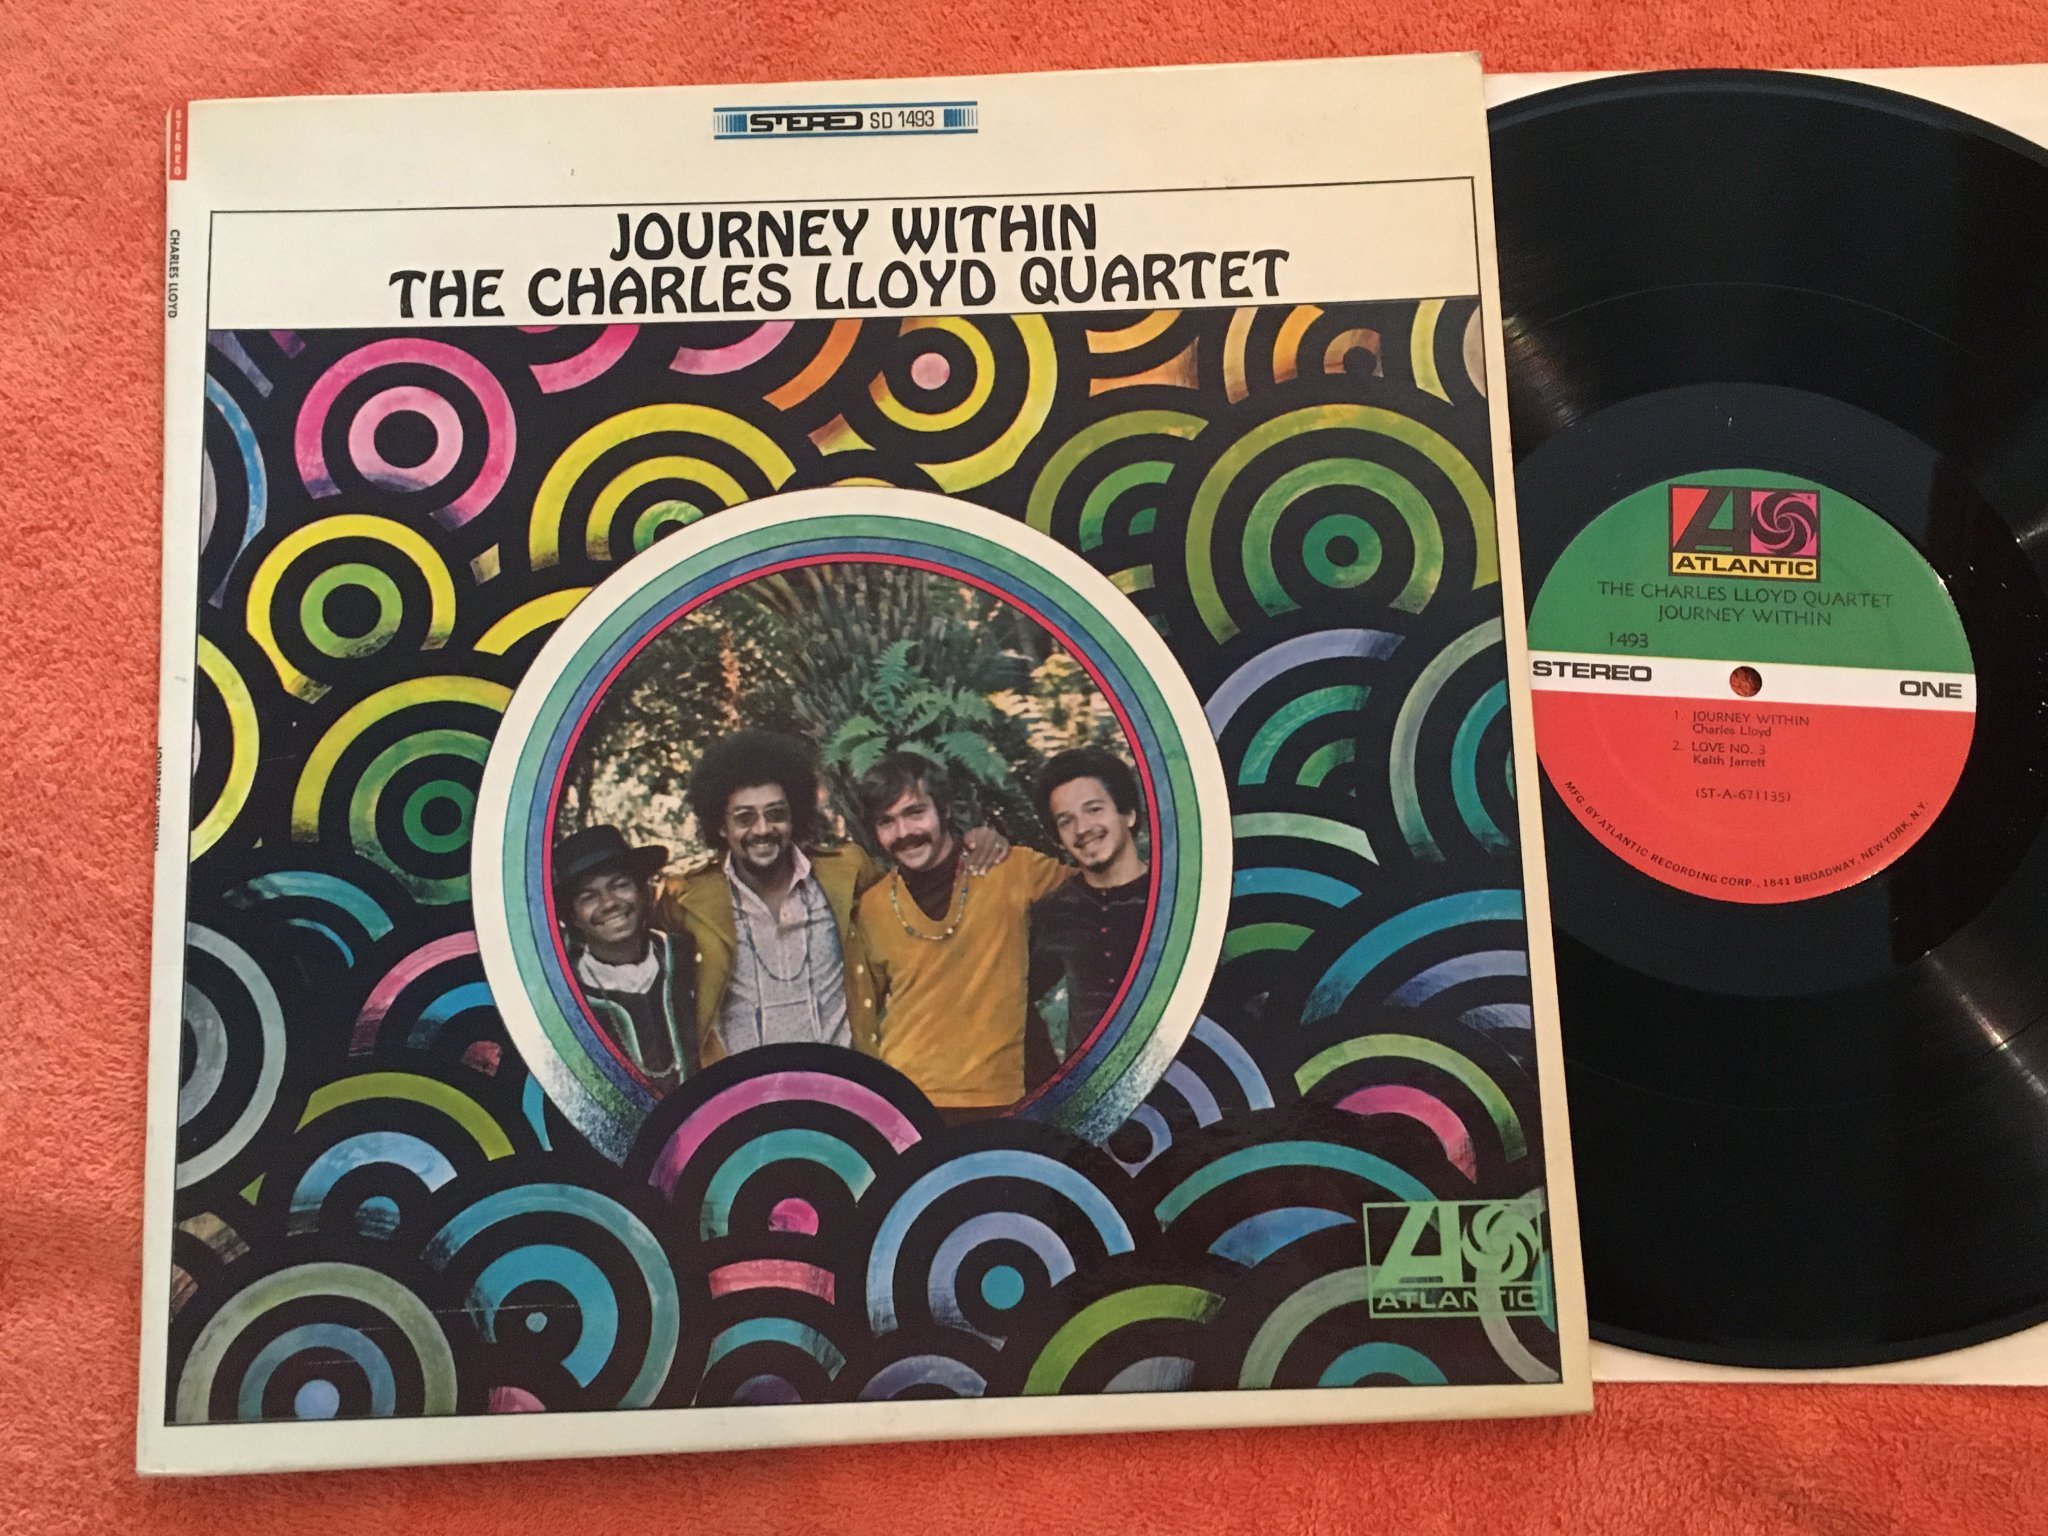 STEREO SD 1493
STEREO
CHARLES LLOYD
JOURNEY WITHIN
JOURNEY WITHIN
THE CHARLES LLOYD QUARTET
ATLANTIC
ATLANTIC
THE CHARLES LLOYD QUARTET
JOURNEY WITHIN
1493
STEREO ONE
1. JOURNEY WITHIN
Charles Lloyd
2. LOVE NO. 3
Keith Jarrett
(ST-A-671135)
MFG. BY ATLANTIC RECORDING CORP., 1841 BROADWAY, NEW YORK, N.Y.